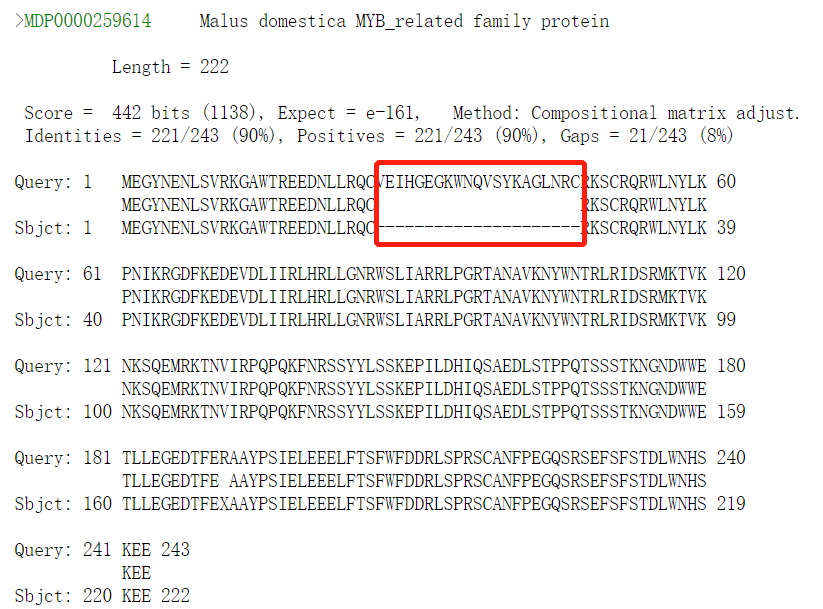 >MDP0000259614     Malus domestica MYB_related family protein
Length = 222
Score =  442 bits (1138), Expect = e-161,   Method: Compositional matrix adjust.
Identities = 221/243 (90%), Positives = 221/243 (90%), Gaps = 21/243 (8%)
Query: 1   MEGYNENLSVRKGAWTREEDNLLRQCVEIHGEGKWNQVSYKAGLNRCRKSCRQRWLNYLK 60
           MEGYNENLSVRKGAWTREEDNLLRQC                     RKSCRQRWLNYLK
Sbjct: 1   MEGYNENLSVRKGAWTREEDNLLRQC---------------------RKSCRQRWLNYLK 39
Query: 61  PNIKRGDFKEDEVDLIIRLHRLLGNRWSLIARRLPGRTANAVKNYWNTRLRIDSRMKTVK 120
           PNIKRGDFKEDEVDLIIRLHRLLGNRWSLIARRLPGRTANAVKNYWNTRLRIDSRMKTVK
Sbjct: 40  PNIKRGDFKEDEVDLIIRLHRLLGNRWSLIARRLPGRTANAVKNYWNTRLRIDSRMKTVK 99
Query: 121 NKSQEMRKTNVIRPQPQKFNRSSYYLSSKEPILDHIQSAEDLSTPPQTSSSTKNGNDWWE 180
           NKSQEMRKTNVIRPQPQKFNRSSYYLSSKEPILDHIQSAEDLSTPPQTSSSTKNGNDWWE
Sbjct: 100 NKSQEMRKTNVIRPQPQKFNRSSYYLSSKEPILDHIQSAEDLSTPPQTSSSTKNGNDWWE 159
Query: 181 TLLEGEDTFERAAYPSIELEEELFTSFWFDDRLSPRSCANFPEGQSRSEFSFSTDLWNHS 240
           TLLEGEDTFE AAYPSIELEEELFTSFWFDDRLSPRSCANFPEGQSRSEFSFSTDLWNHS
Sbjct: 160 TLLEGEDTFEXAAYPSIELEEELFTSFWFDDRLSPRSCANFPEGQSRSEFSFSTDLWNHS 219
Query: 241 KEE 243
           KEE
Sbjct: 220 KEE 222